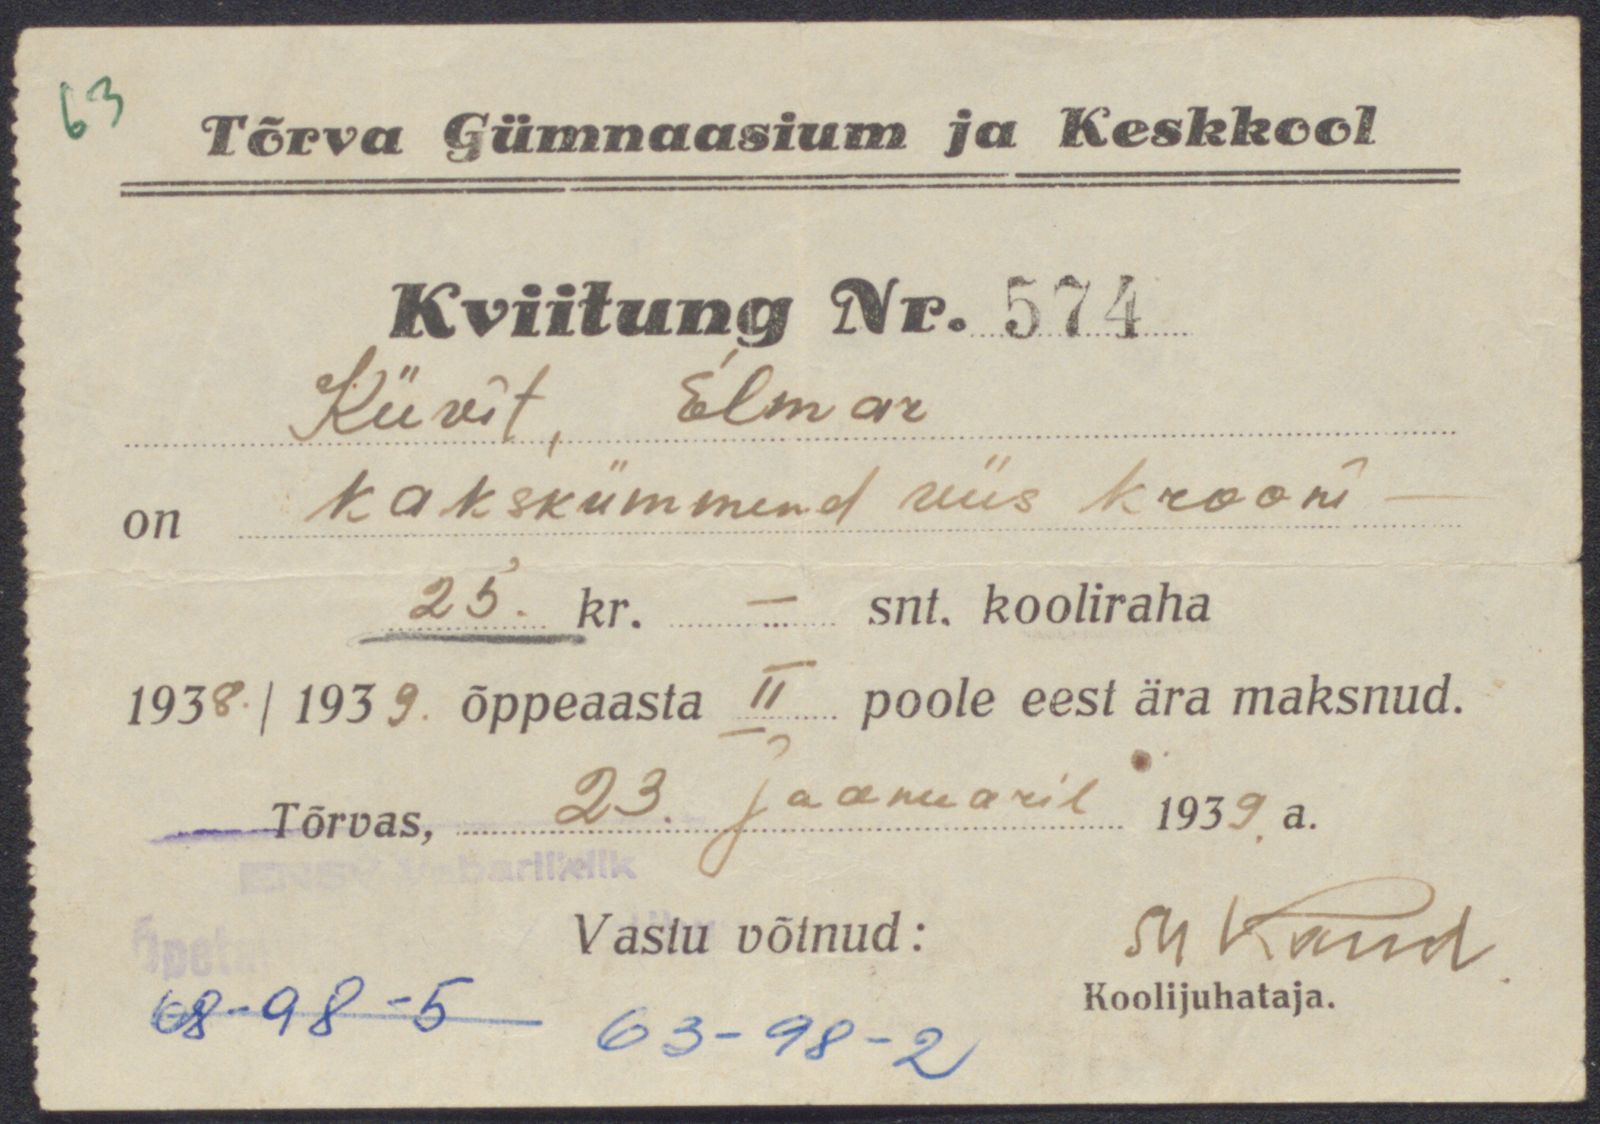 63
Tõrva Gümnaasium ja Keskkool
Kviitung Nr. 574
Küvit, Elmar
on kakskümmend viis krooni —
25. kr. — snt. kooliraha
1938. / 1939. õppeaasta II poole eest ära maksnud.
Tõrvas, 23. jaanuaril 1939. a.
ENSV Vabariiklik
Vastu võtnud:
Koolijuhataja.
68-98-5
63-98-2